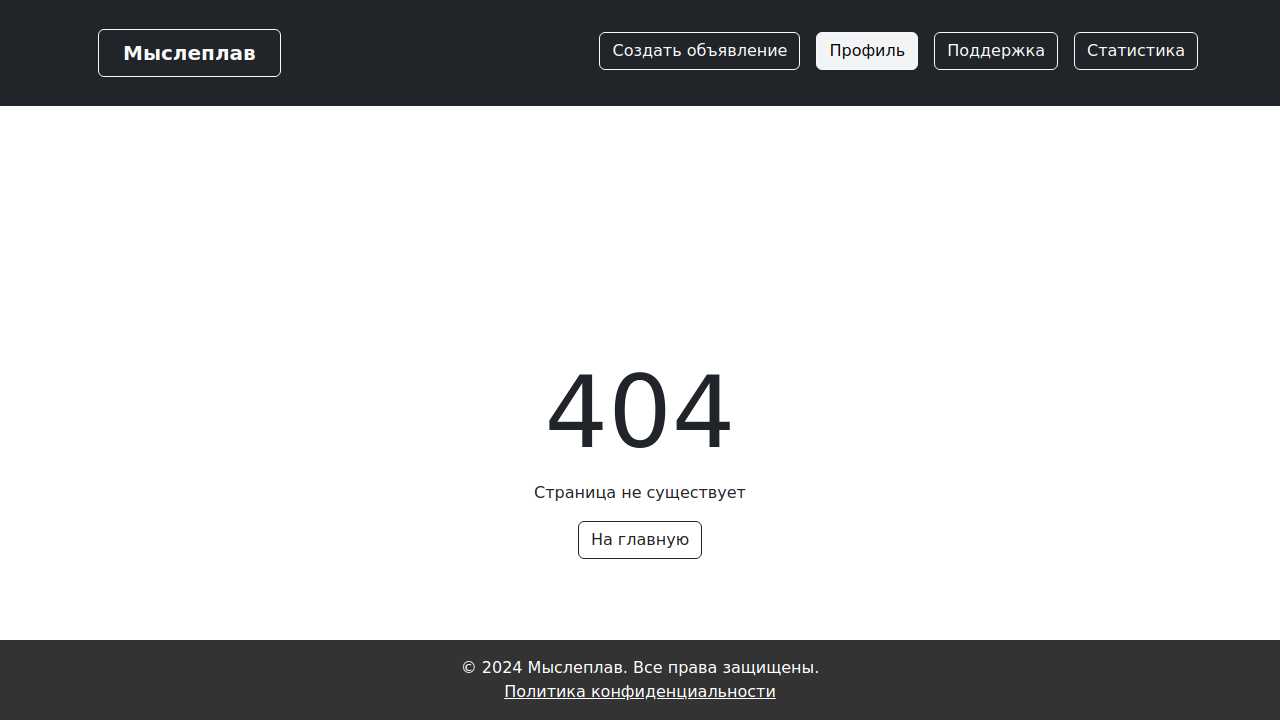 Мыслеплав
Создать объявление
Профиль
Поддержка
Статистика
404
Страница не существует
На главную
© 2024 Мыслеплав. Все права защищены.
Политика конфиденциальности